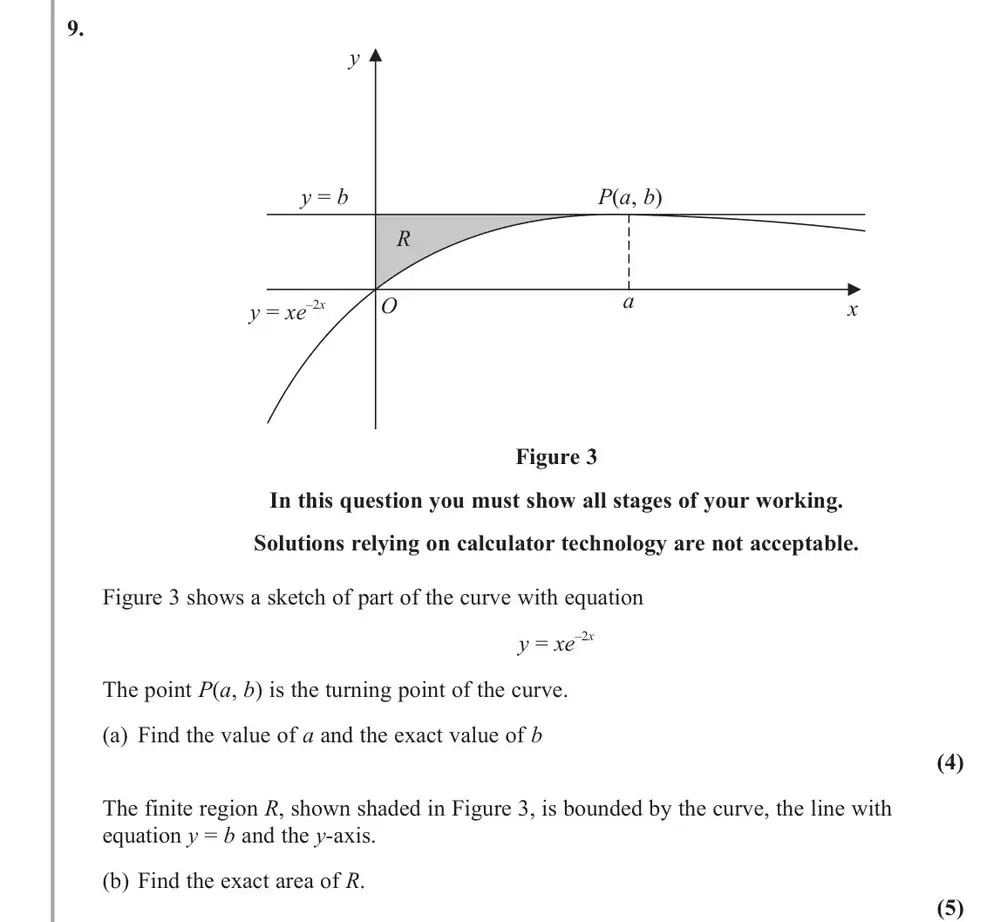 9.
y
y = b
P(a, b)
R
y = xe⁻²ˣ
O
a
x
Figure 3
In this question you must show all stages of your working.
Solutions relying on calculator technology are not acceptable.
Figure 3 shows a sketch of part of the curve with equation
y = xe⁻²ˣ
The point P(a, b) is the turning point of the curve.
(a) Find the value of a and the exact value of b
(4)
The finite region R, shown shaded in Figure 3, is bounded by the curve, the line with
equation y = b and the y-axis.
(b) Find the exact area of R.
(5)